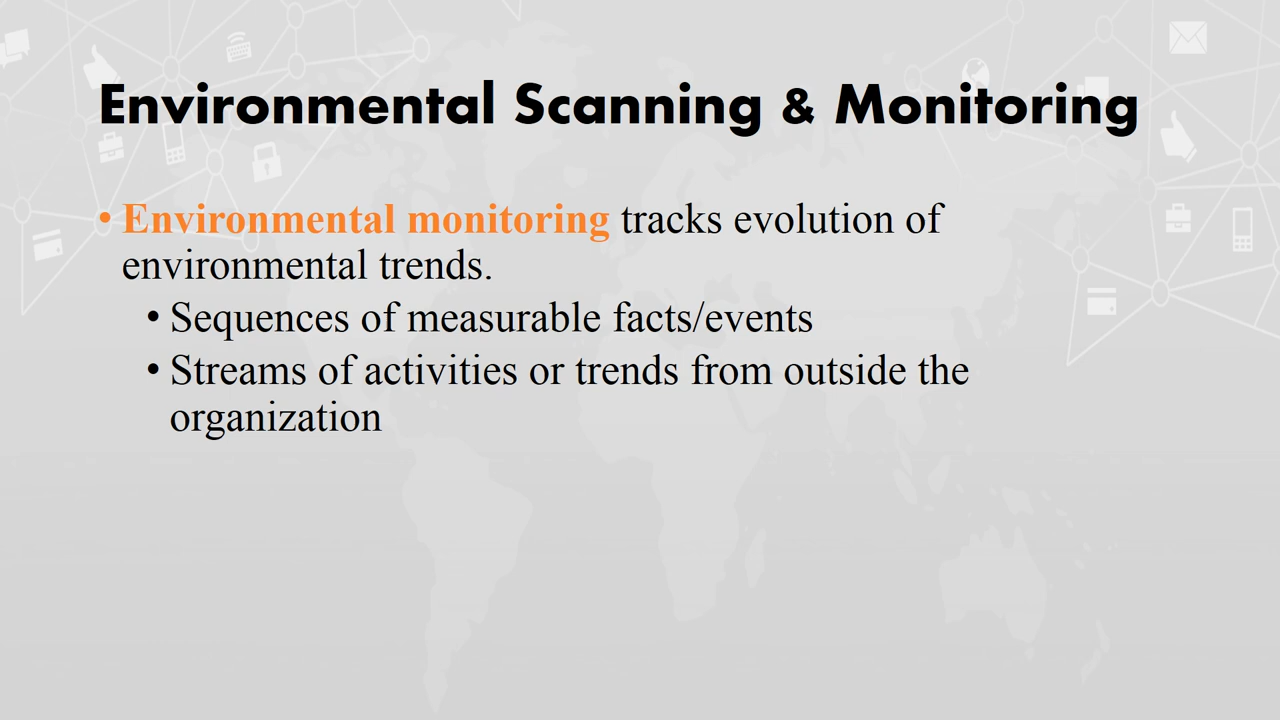 Environmental Scanning & Monitoring
• Environmental monitoring tracks evolution of
environmental trends.
• Sequences of measurable facts/events
• Streams of activities or trends from outside the
organization